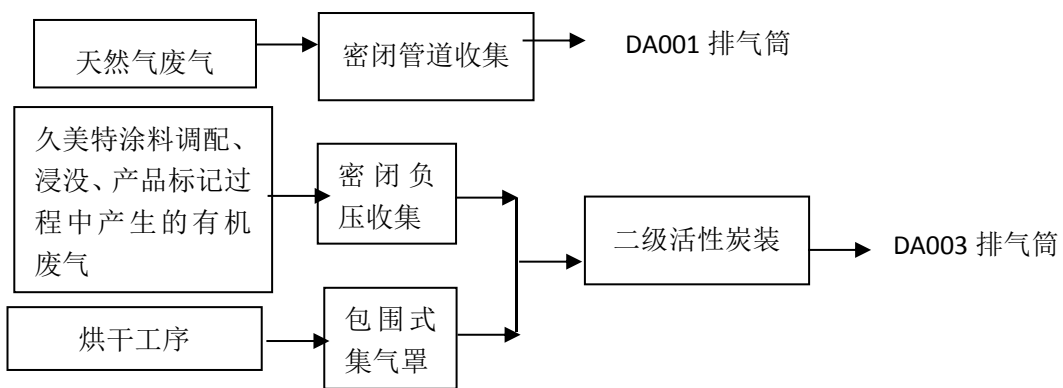 天然气废气
密闭管道收集
DA001 排气筒
久美特涂料调配、
浸没、产品标记过
程中产生的有机
废气
密闭负
压收集
二级活性炭装
DA003 排气筒
烘干工序
包围式
集气罩